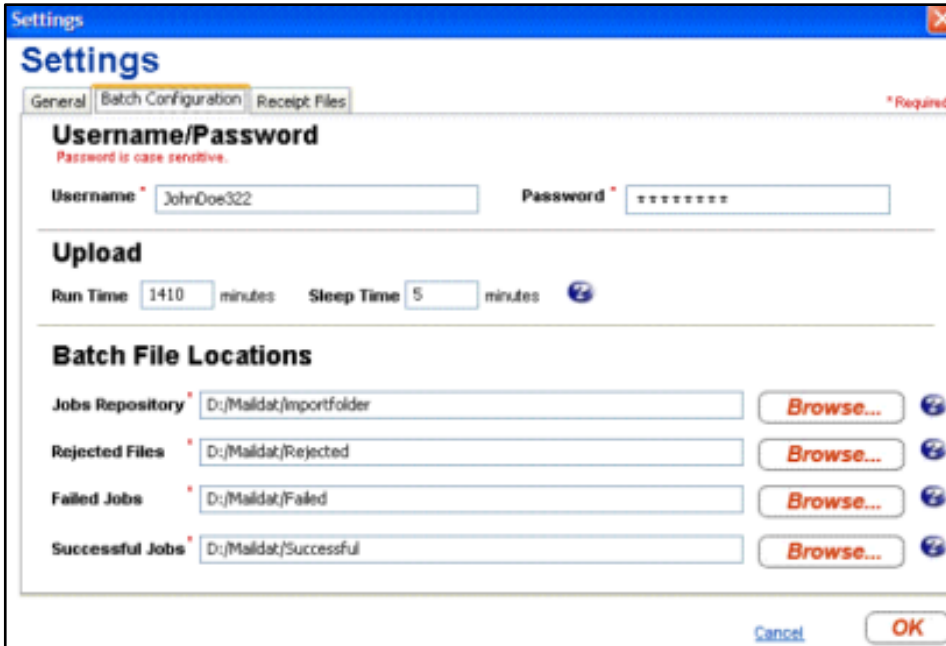 Settings
Settings
General Batch Configuration Receipt Files *Required
Username/Password
Password is case sensitive.
Username * JohnDoe322 Password * ********
Upload
Run Time 1410 minutes Sleep Time 5 minutes ?
Batch File Locations
Jobs Repository * D:/Maildat/Importfolder Browse... ?
Rejected Files * D:/Maildat/Rejected Browse... ?
Failed Jobs * D:/Maildat/Failed Browse... ?
Successful Jobs * D:/Maildat/Successful Browse... ?
Cancel OK